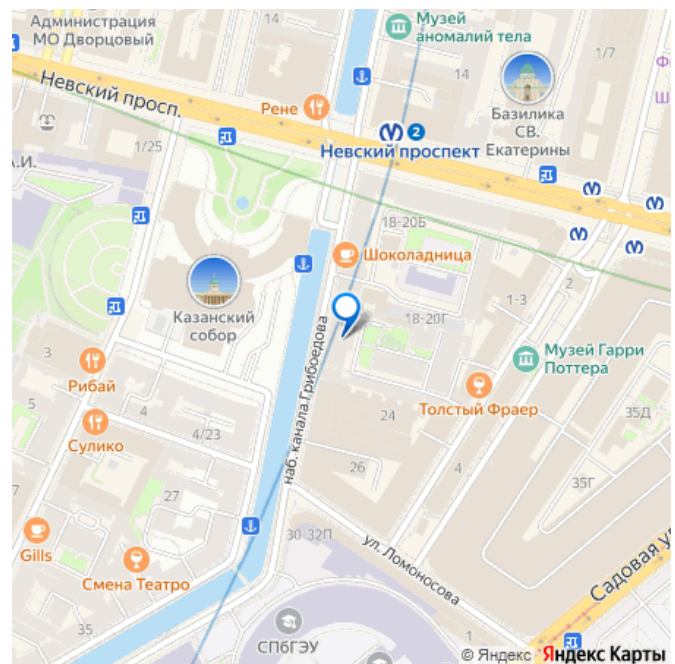 Администрация
МО Дворцовый
Музей
аномалий тела
14
14
1/7
Ф
Ш
Невский просп.
Рене
Базилика
СВ.
Екатерины
2
Невский проспект
А.И.
1/25
18-20Б
Шоколадница
Казанский
собор
1-3
2
18-20Г
наб. канала Грибоедова
Музей Гарри
Поттера
3
Рибай
5
4
4/23
Сулико
Толстый Фраер
24
35Д
26
4
35Г
27
Gills
Смена Театро
30-32П
ул. Ломоносова
Садовая у
35
СПбГЭУ
1
© Яндекс Яндекс Карты